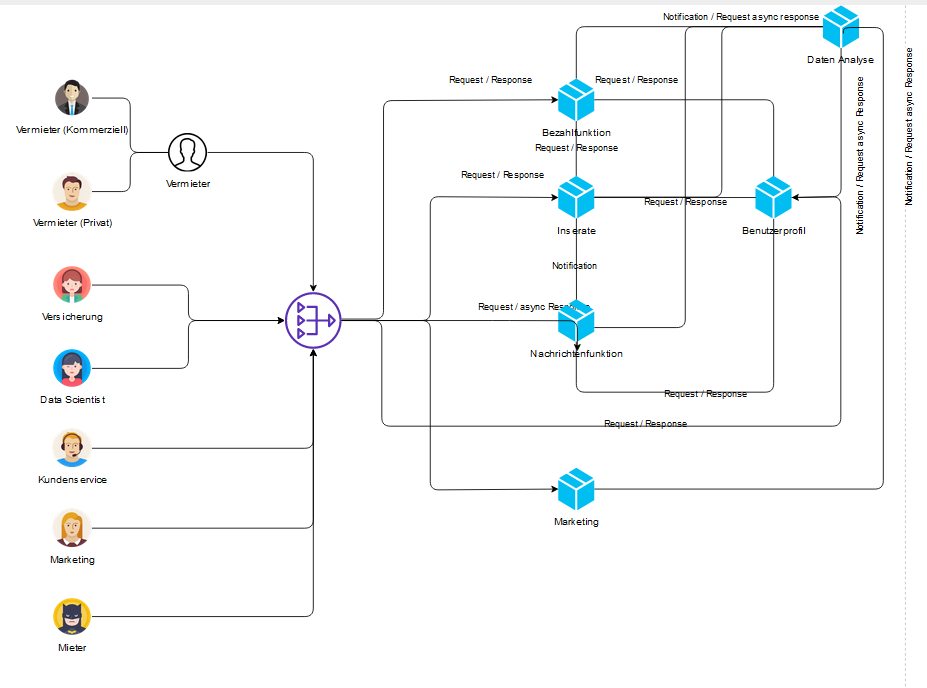 Notification / Request async response
Daten Analyse
Request / Response
Request / Response
Vermieter (Kommerziell)
Bezahlfunktion
Request / Response
Vermieter
Request / Response
Request / Response
Vermieter (Privat)
Inserate
Benutzerprofil
Notification / Request async Response
Notification / Request async Response
Notification
Versicherung
Request / async Response
Nachrichtenfunktion
Data Scientist
Request / Response
Request / Response
Kundenservice
Marketing
Marketing
Mieter